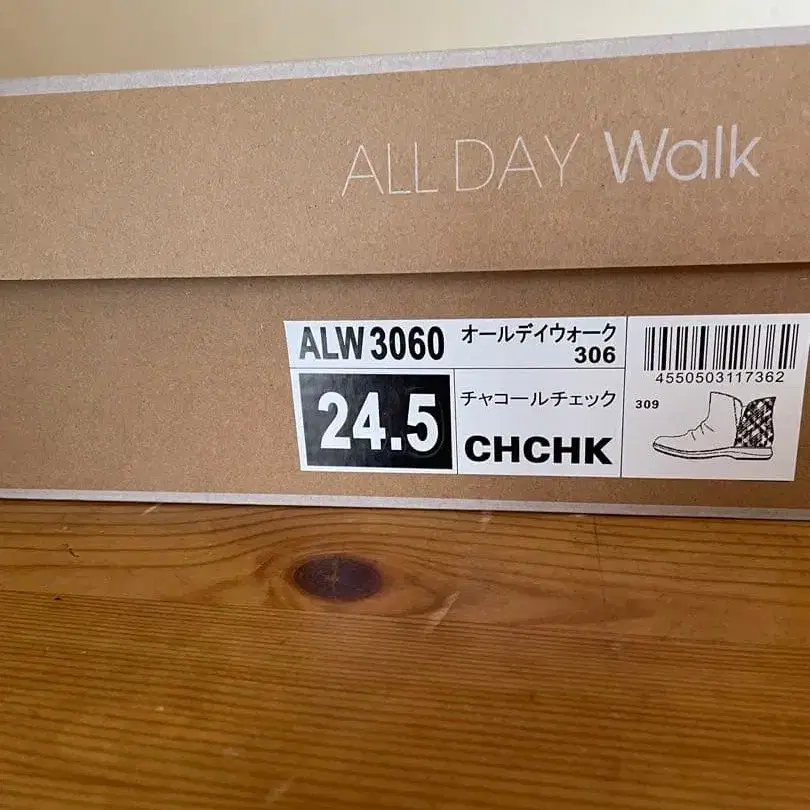 ALL DAY Walk
ALW 3060
オールデイウォーク
306
24.5
チャコールチェック
CHCHK
4550503117362
309